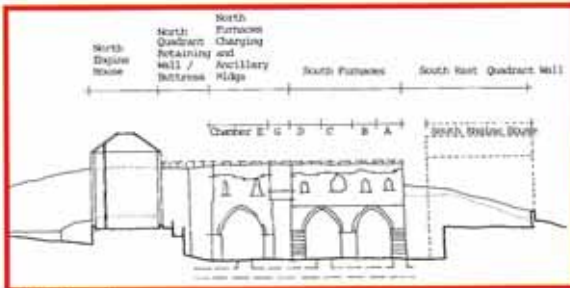 North
Engine
House
North
Quadrant
Retaining
Wall /
Buttress
North
Furnaces
Charging
and
Ancillary
Bldgs
South Furnaces
South East Quadrant Wall
Chamber E G D C B A
South Engine House